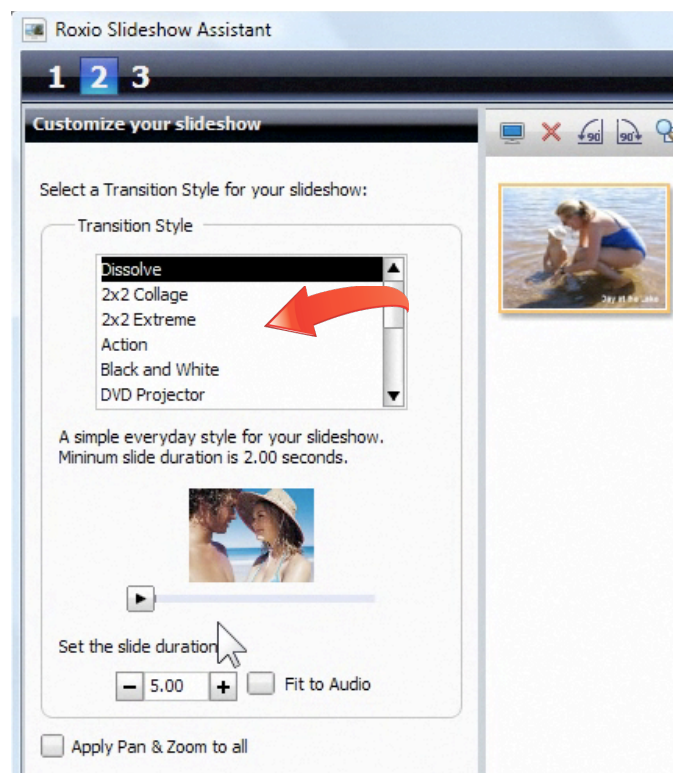 Roxio Slideshow Assistant
1 2 3
Customize your slideshow
90 90
Select a Transition Style for your slideshow:
Transition Style
Dissolve
2x2 Collage
2x2 Extreme
Action
Black and White
DVD Projector
Day at the Lake
A simple everyday style for your slideshow.
Mininum slide duration is 2.00 seconds.
Set the slide duration
5.00
Fit to Audio
Apply Pan & Zoom to all